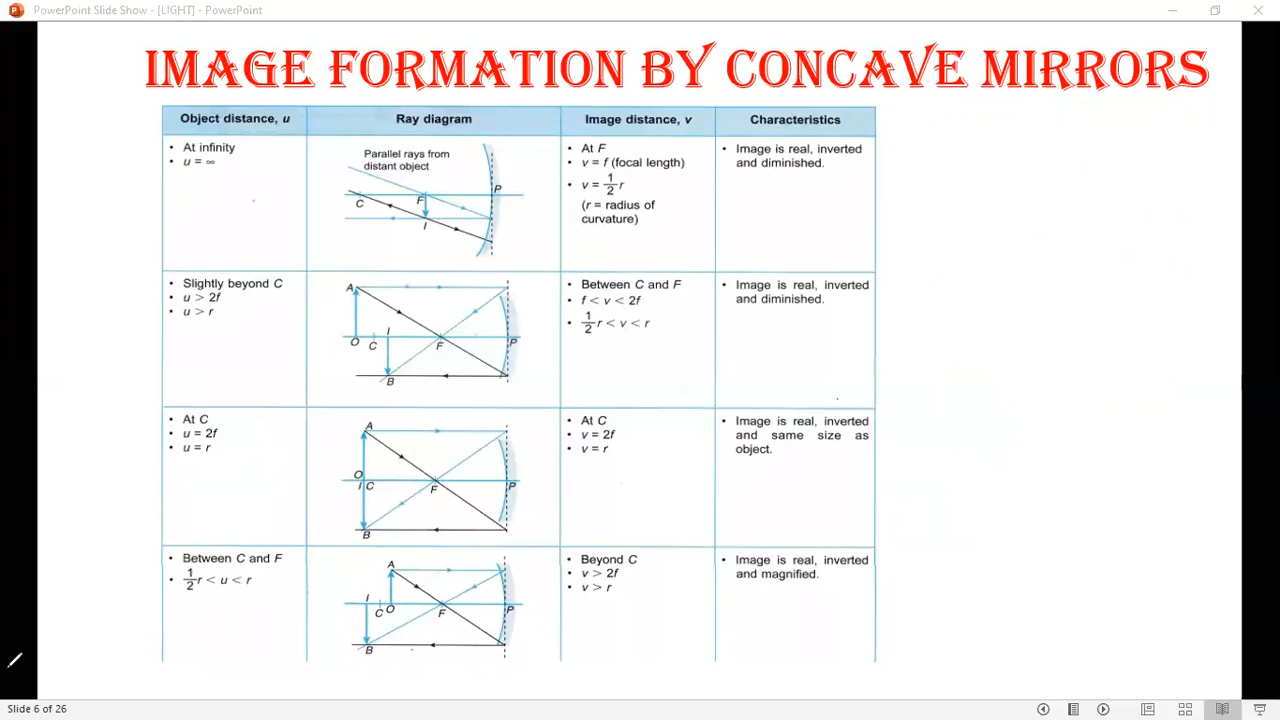 PowerPoint Slide Show - [LIGHT] - PowerPoint
IMAGE FORMATION BY CONCAVE MIRRORS
Object distance, u
Ray diagram
Image distance, v
Characteristics
• At infinity
• u = ∞
Parallel rays from
distant object
C
F
I
P
• At F
• v = f (focal length)
• v = 1/2 r
(r = radius of
curvature)
• Image is real, inverted
and diminished.
• Slightly beyond C
• u > 2f
• u > r
A
O
C
I
F
P
B
• Between C and F
• f < v < 2f
• 1/2 r < v < r
• Image is real, inverted
and diminished.
• At C
• u = 2f
• u = r
A
O
I C
F
P
B
• At C
• v = 2f
• v = r
• Image is real, inverted
and same size as
object.
• Between C and F
• 1/2 r < u < r
A
I
C O
F
P
B
• Beyond C
• v > 2f
• v > r
• Image is real, inverted
and magnified.
Slide 6 of 26